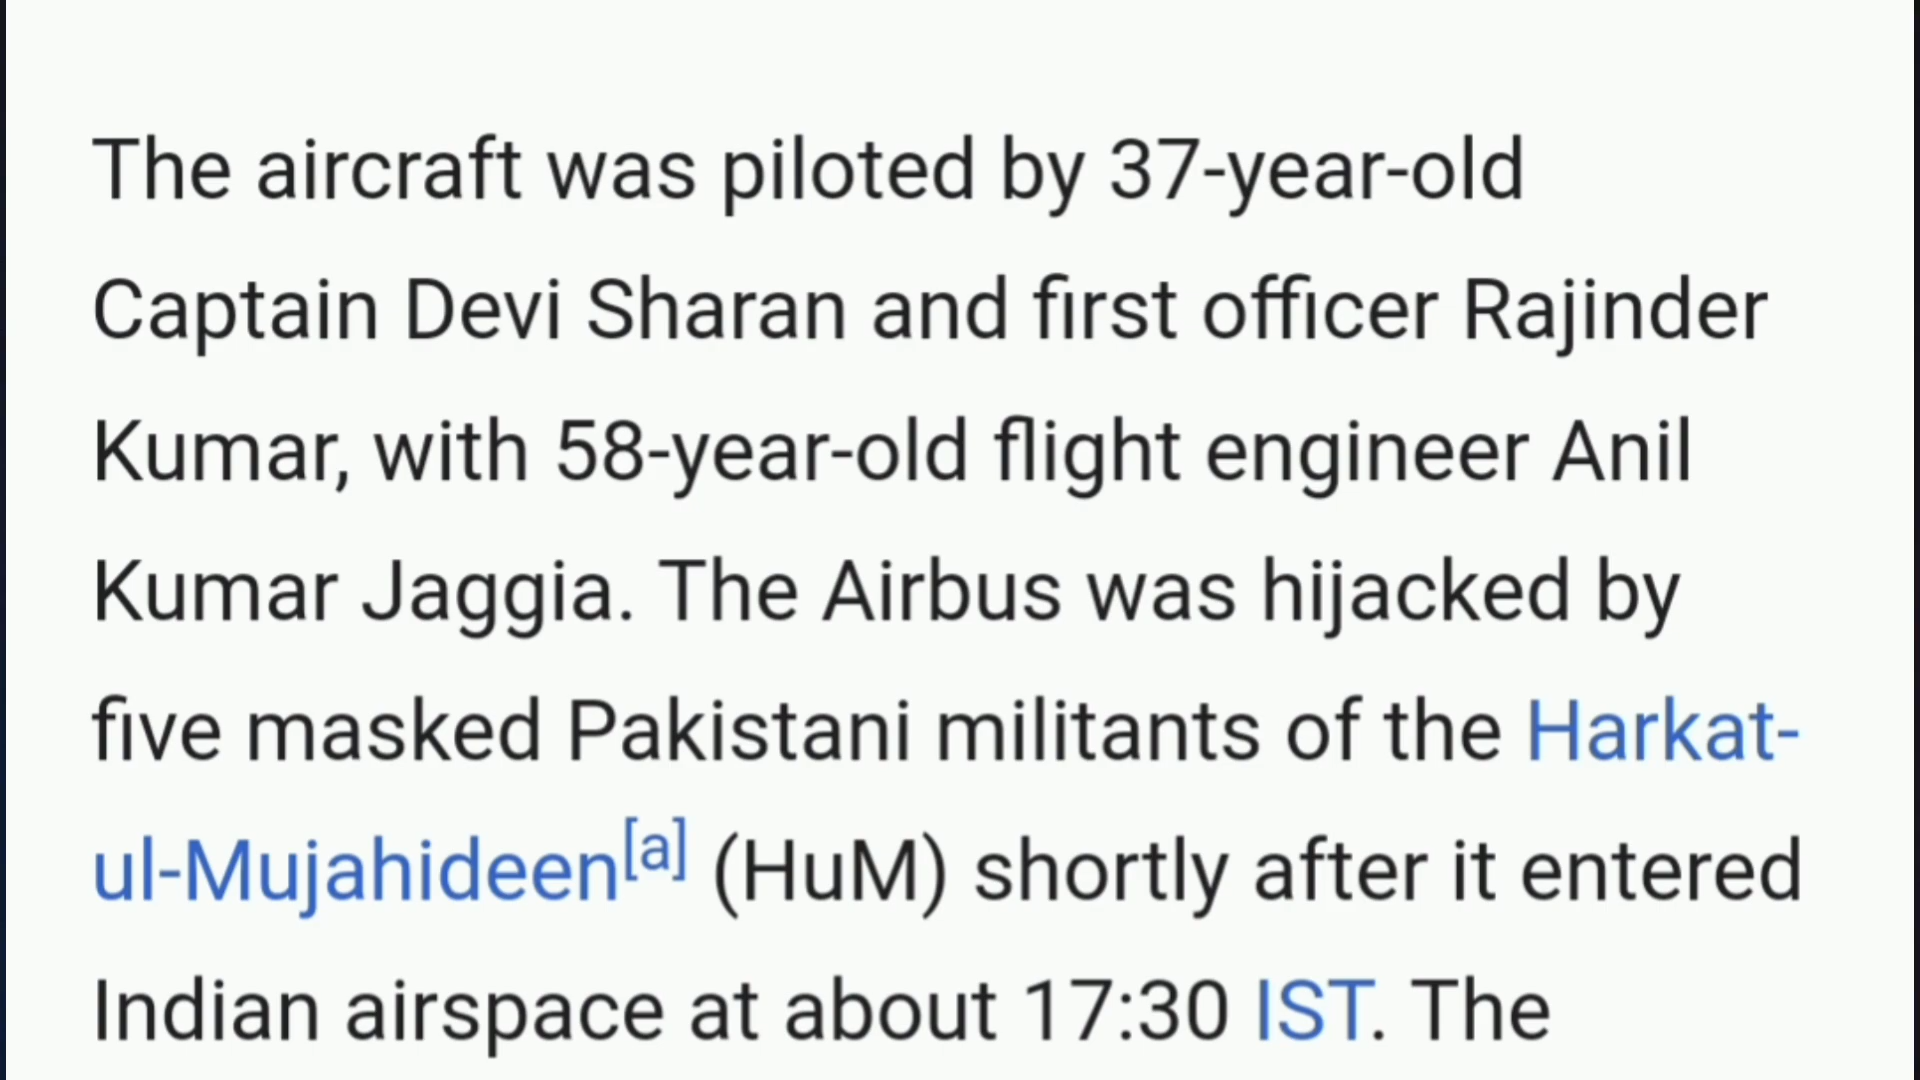 The aircraft was piloted by 37-year-old
Captain Devi Sharan and first officer Rajinder
Kumar, with 58-year-old flight engineer Anil
Kumar Jaggia. The Airbus was hijacked by
five masked Pakistani militants of the Harkat-
ul-Mujahideen[a] (HuM) shortly after it entered
Indian airspace at about 17:30 IST. The